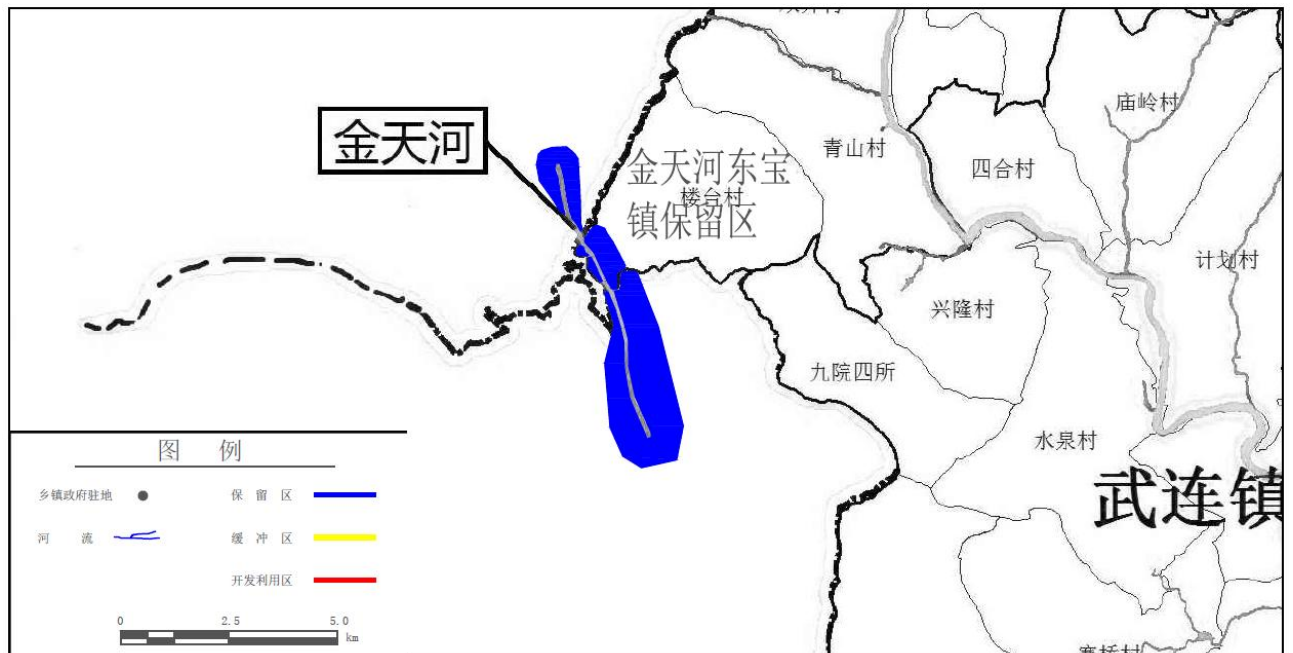 庙岭村
金天河
青山村
四合村
金天河东宝
楼台村
镇保留区
计划村
兴隆村
九院四所
水泉村
武连镇
图 例
乡镇政府驻地
保 留 区
河 流
缓 冲 区
开发利用区
0 2.5 5.0
km